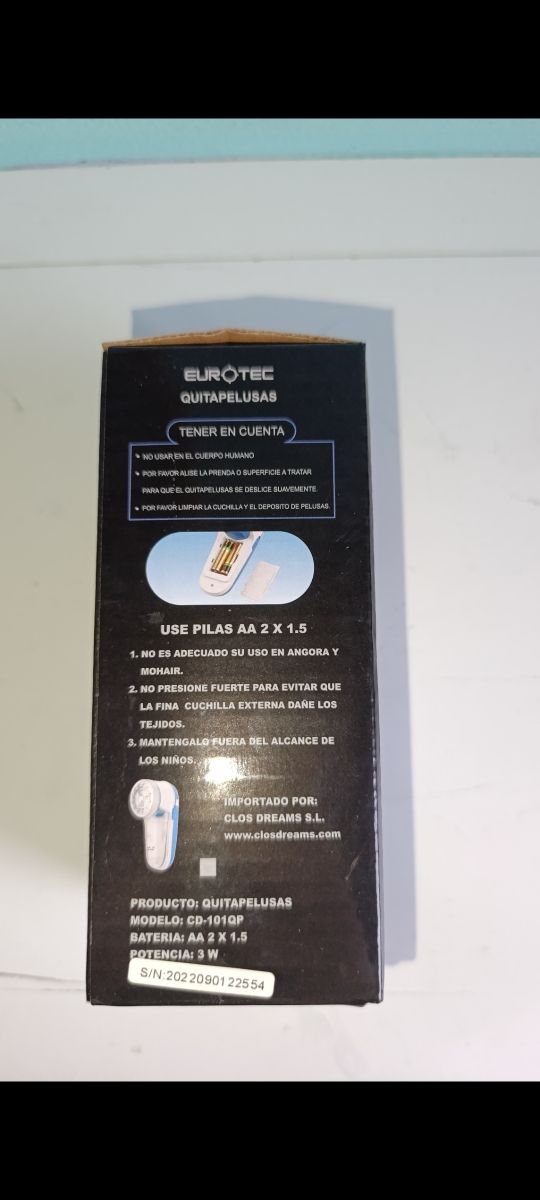 EUROTEC
QUITAPELUSAS
TENER EN CUENTA
• NO USAR EN EL CUERPO HUMANO
• POR FAVOR ALISE LA PRENDA O SUPERFICIE A TRATAR
PARA QUE EL QUITAPELUSAS SE DESLICE SUAVEMENTE.
• POR FAVOR LIMPIAR LA CUCHILLA Y EL DEPOSITO DE PELUSAS.
USE PILAS AA 2 X 1.5
1. NO ES ADECUADO SU USO EN ANGORA Y
MOHAIR.
2. NO PRESIONE FUERTE PARA EVITAR QUE
LA FINA CUCHILLA EXTERNA DAÑE LOS
TEJIDOS.
3. MANTENGALO FUERA DEL ALCANCE DE
LOS NIÑOS.
IMPORTADO POR:
CLOS DREAMS S.L.
www.closdreams.com
PRODUCTO: QUITAPELUSAS
MODELO: CD-101QP
BATERIA: AA 2 X 1.5
POTENCIA: 3 W
S/N:2022090122554